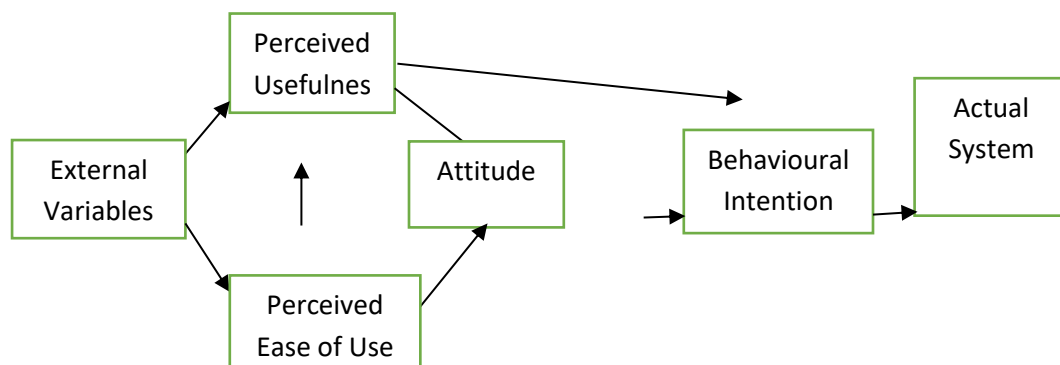 Perceived
Usefulnes
External
Variables
Attitude
Behavioural
Intention
Actual
System
Perceived
Ease of Use